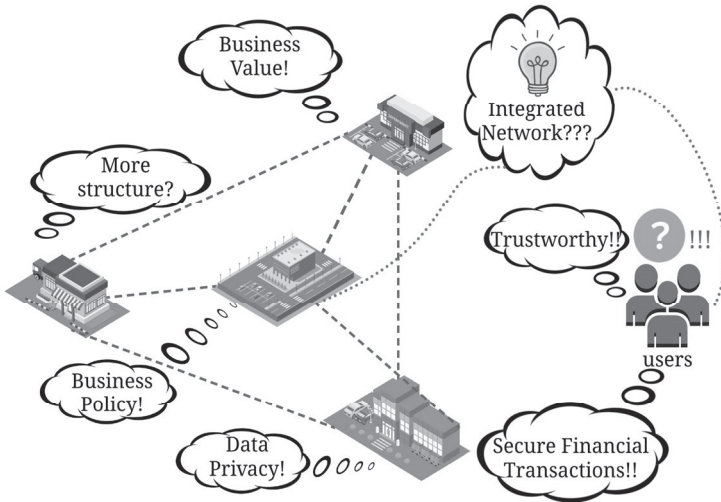 Business
Value!
Integrated
Network???
More
structure?
Trustworthy!!
?
!!!
users
Business
Policy!
Data
Privacy!
Secure Financial
Transactions!!